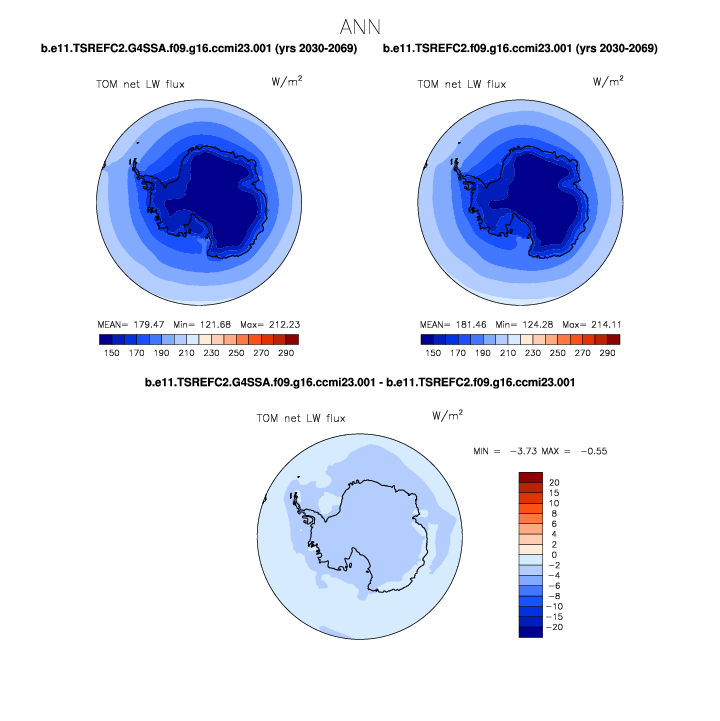 ANN
b.e11.TSREFC2.G4SSA.f09.g16.ccmi23.001 (yrs 2030-2069) b.e11.TSREFC2.f09.g16.ccmi23.001 (yrs 2030-2069)
TOM net LW flux W/m² TOM net LW flux W/m²
MEAN= 179.47 Min= 121.68 Max= 212.23 MEAN= 181.46 Min= 124.28 Max= 214.11
150 170 190 210 230 250 270 290 150 170 190 210 230 250 270 290
b.e11.TSREFC2.G4SSA.f09.g16.ccmi23.001 - b.e11.TSREFC2.f09.g16.ccmi23.001
TOM net LW flux W/m²
MIN = −3.73 MAX = −0.55
20
15
10
8
6
4
2
0
−2
−4
−6
−8
−10
−15
−20